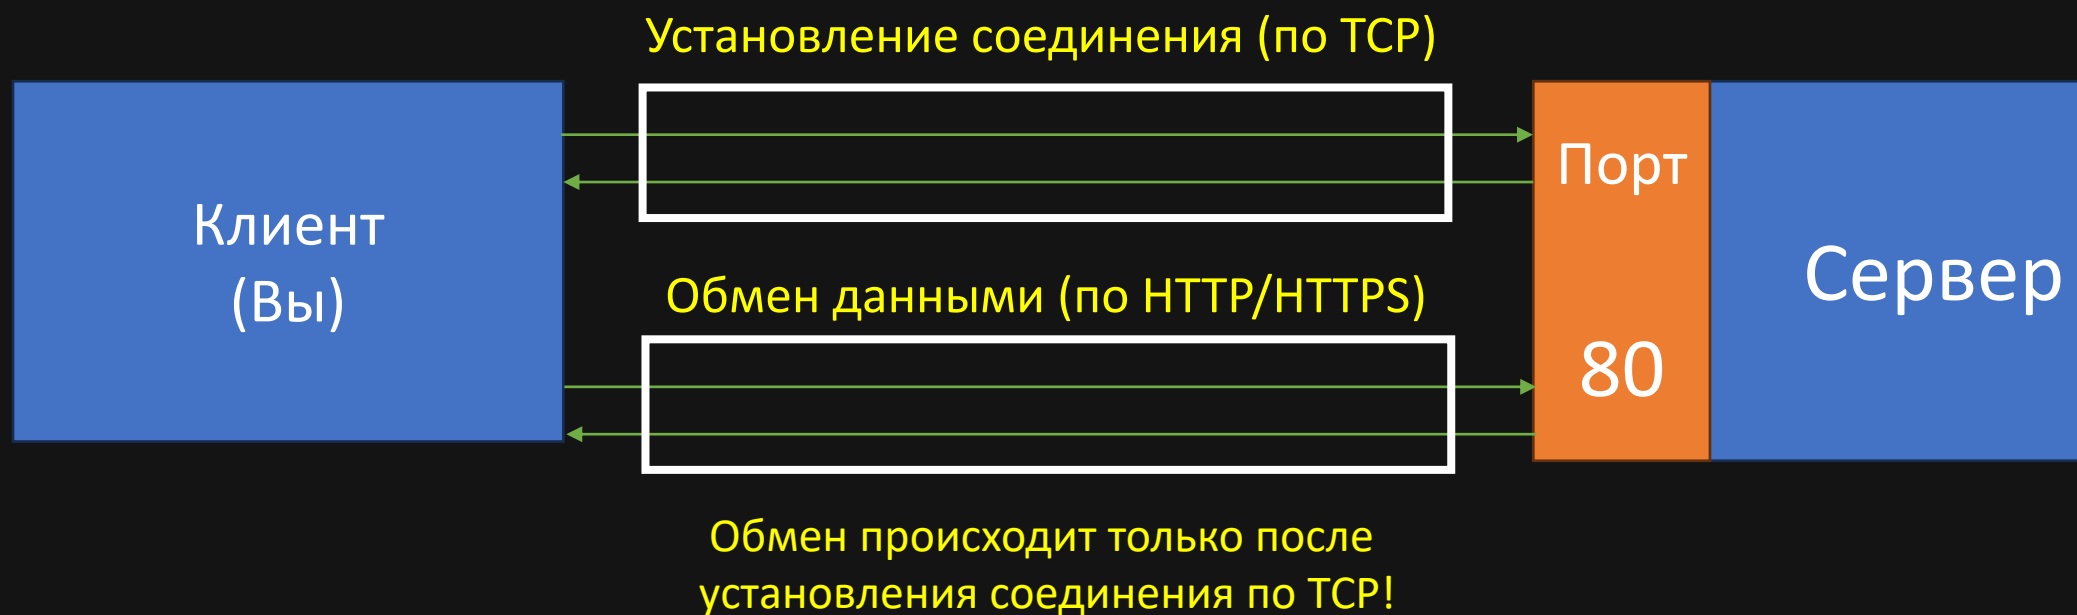 Установление соединения (по TCP)
Клиент
(Вы)
Порт
80
Сервер
Обмен данными (по HTTP/HTTPS)
Обмен происходит только после
установления соединения по TCP!